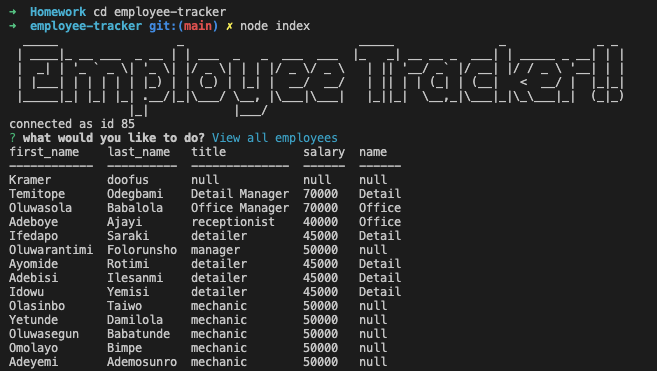 ➜ Homework cd employee-tracker
➜ employee-tracker git:(main) ✗ node index
Employee Tracker!!
connected as id 85
? what would you like to do? View all employees
first_name last_name title salary name
Kramer doofus null null null
Temitope Odegbami Detail Manager 70000 Detail
Oluwasola Babalola Office Manager 70000 Office
Adeboye Ajayi receptionist 40000 Office
Ifedapo Saraki detailer 45000 Detail
Oluwarantimi Folorunsho manager 50000 null
Ayomide Rotimi detailer 45000 Detail
Adebisi Ilesanmi detailer 45000 Detail
Idowu Yemisi detailer 45000 Detail
Olasinbo Taiwo mechanic 50000 null
Yetunde Damilola mechanic 50000 null
Oluwasegun Babatunde mechanic 50000 null
Omolayo Bimpe mechanic 50000 null
Adeyemi Ademosunro mechanic 50000 null